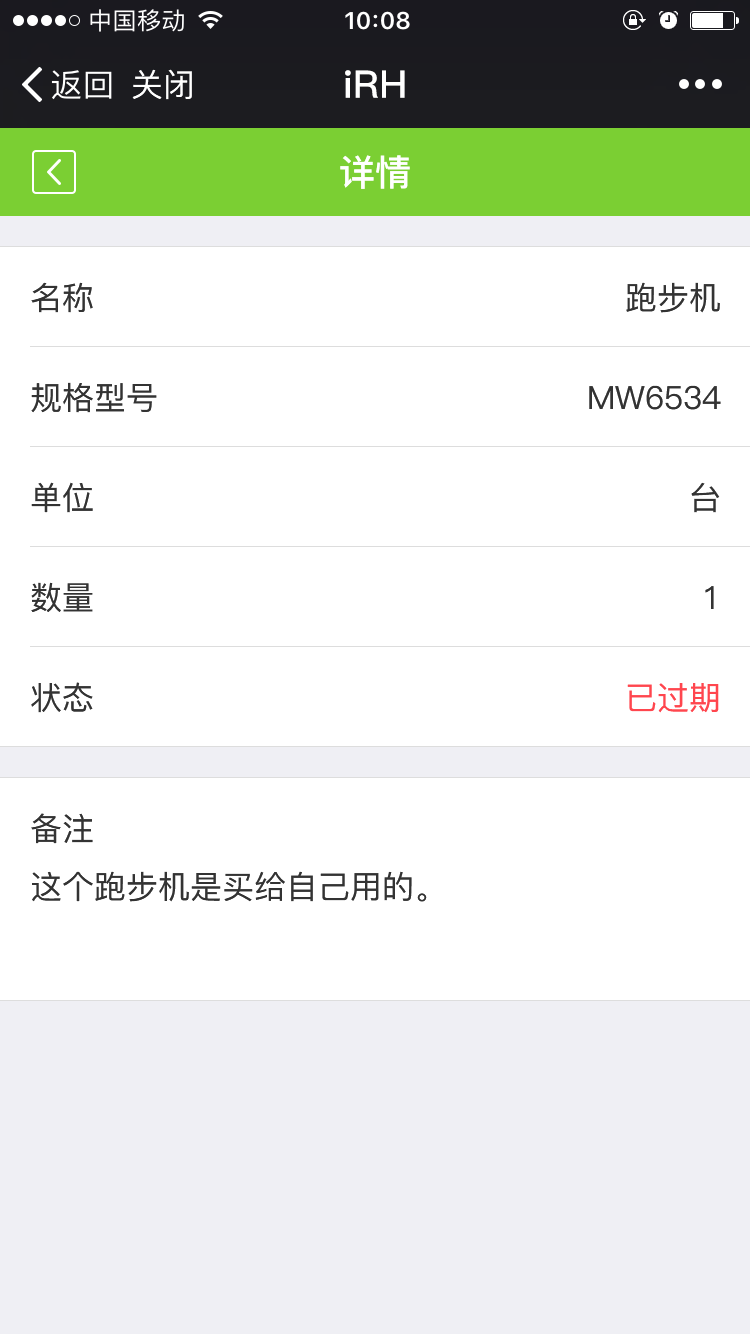 中国移动 10:08
返回 关闭 iRH
详情
名称 跑步机
规格型号 MW6534
单位 台
数量 1
状态 已过期
备注
这个跑步机是买给自己用的。